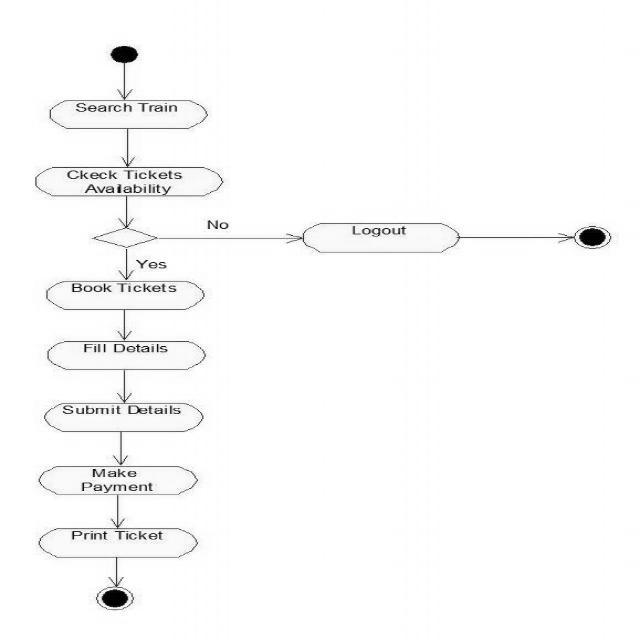 Search Train
Ckeck Tickets
Availability
No
Logout
Yes
Book Tickets
Fill Details
Submit Details
Make
Payment
Print Ticket